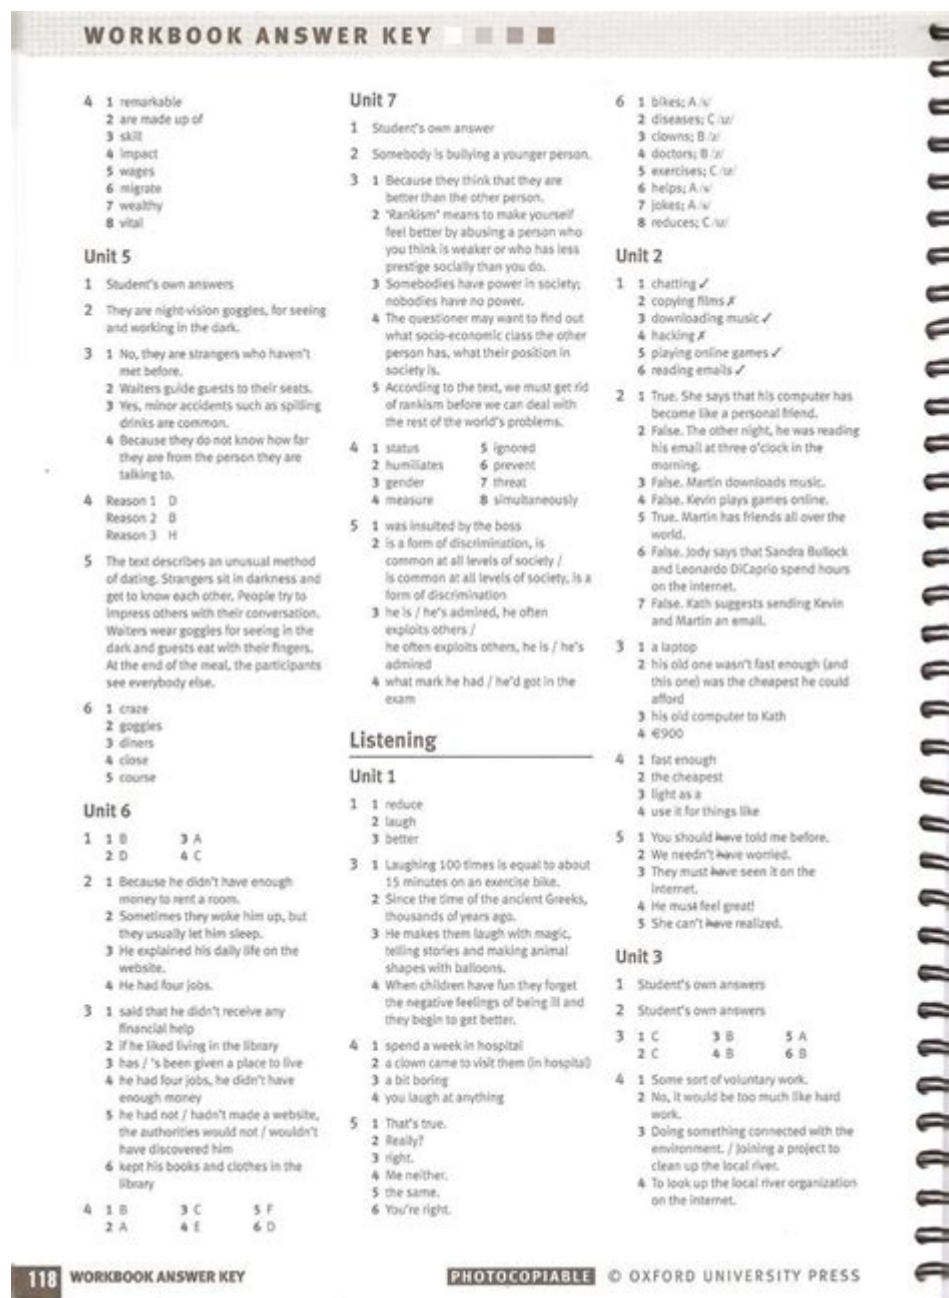 WORKBOOK ANSWER KEY
4 1 remarkable
2 are made up of
3 skill
4 impact
5 wages
6 migrate
7 wealthy
8 vital
Unit 5
1 Student's own answers
2 They are night-vision goggles, for seeing
and working in the dark.
3 1 No, they are strangers who haven't
met before.
2 Waiters guide guests to their seats.
3 Yes, minor accidents such as spilling
drinks are common.
4 Because they do not know how far
they are from the person they are
talking to.
4 Reason 1 D
Reason 2 B
Reason 3 H
5 The text describes an unusual method
of dating. Strangers sit in darkness and
get to know each other. People try to
impress others with their conversation.
Waiters wear goggles for seeing in the
dark and guests eat with their fingers.
At the end of the meal, the participants
see everybody else.
6 1 craze
2 goggles
3 diners
4 close
5 course
Unit 6
1 1 B 3 A
2 D 4 C
2 1 Because he didn't have enough
money to rent a room.
2 Sometimes they woke him up, but
they usually let him sleep.
3 He explained his daily life on the
website.
4 He had four jobs.
3 1 said that he didn't receive any
financial help
2 if he liked living in the library
3 has / 's been given a place to live
4 he had four jobs, he didn't have
enough money
5 he had not / hadn't made a website,
the authorities would not / wouldn't
have discovered him
6 kept his books and clothes in the
library
4 1 B 3 C 5 F
2 A 4 E 6 D
Unit 7
1 Student's own answer
2 Somebody is bullying a younger person.
3 1 Because they think that they are
better than the other person.
2 'Rankism' means to make yourself
feel better by abusing a person who
you think is weaker or who has less
prestige socially than you do.
3 Somebodies have power in society;
nobodies have no power.
4 The questioner may want to find out
what socio-economic class the other
person has, what their position in
society is.
5 According to the text, we must get rid
of rankism before we can deal with
the rest of the world's problems.
4 1 status 5 ignored
2 humiliates 6 prevent
3 gender 7 threat
4 measure 8 simultaneously
5 1 was insulted by the boss
2 is a form of discrimination, is
common at all levels of society /
is common at all levels of society, is a
form of discrimination
3 he is / he's admired, he often
exploits others /
he often exploits others, he is / he's
admired
4 what mark he had / he'd got in the
exam
Listening
Unit 1
1 1 reduce
2 laugh
3 better
3 1 Laughing 100 times is equal to about
15 minutes on an exercise bike.
2 Since the time of the ancient Greeks,
thousands of years ago.
3 He makes them laugh with magic,
telling stories and making animal
shapes with balloons.
4 When children have fun they forget
the negative feelings of being ill and
they begin to get better.
4 1 spend a week in hospital
2 a clown came to visit them (in hospital)
3 a bit boring
4 you laugh at anything
5 1 That's true.
2 Really?
3 right.
4 Me neither.
5 the same.
6 You're right.
6 1 bikes; A /s/
2 diseases; C /ɪz/
3 clowns; B /z/
4 doctors; B /z/
5 exercises; C /ɪz/
6 helps; A /s/
7 jokes; A /s/
8 reduces; C /ɪz/
Unit 2
1 1 chatting ✓
2 copying films ✗
3 downloading music ✓
4 hacking ✗
5 playing online games ✓
6 reading emails ✓
2 1 True. She says that his computer has
become like a personal friend.
2 False. The other night, he was reading
his email at three o'clock in the
morning.
3 False. Martin downloads music.
4 False. Kevin plays games online.
5 True. Martin has friends all over the
world.
6 False. Jody says that Sandra Bullock
and Leonardo DiCaprio spend hours
on the internet.
7 False. Kath suggests sending Kevin
and Martin an email.
3 1 a laptop
2 his old one wasn't fast enough (and
this one) was the cheapest he could
afford
3 his old computer to Kath
4 €900
4 1 fast enough
2 the cheapest
3 light as a
4 use it for things like
5 1 You should have told me before.
2 We needn't have worried.
3 They must have seen it on the
internet.
4 He must feel great!
5 She can't have realized.
Unit 3
1 Student's own answers
2 Student's own answers
3 1 C 3 B 5 A
2 C 4 B 6 B
4 1 Some sort of voluntary work.
2 No, it would be too much like hard
work.
3 Doing something connected with the
environment. / Joining a project to
clean up the local river.
4 To look up the local river organization
on the internet.
118 WORKBOOK ANSWER KEY
PHOTOCOPIABLE © OXFORD UNIVERSITY PRESS